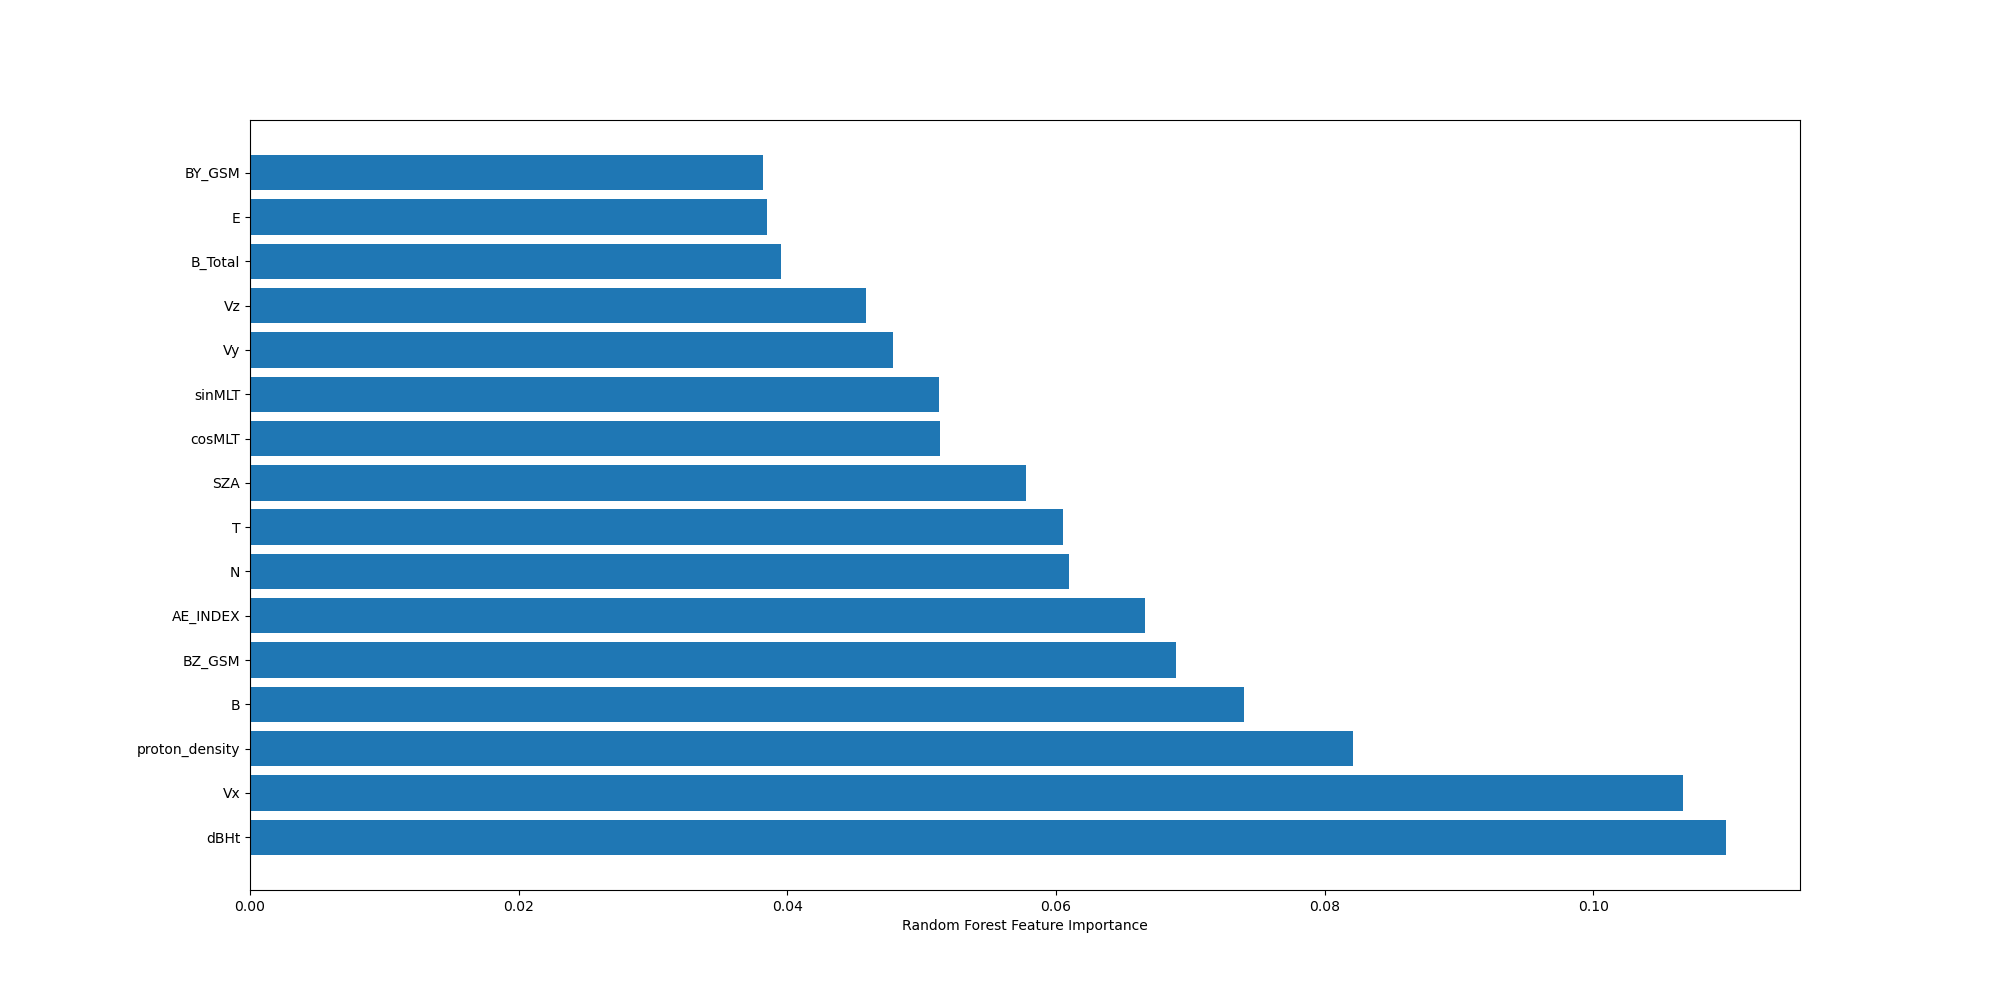 BY_GSM
E
B_Total
Vz
Vy
sinMLT
cosMLT
SZA
T
N
AE_INDEX
BZ_GSM
B
proton_density
Vx
dBHt
0.00 0.02 0.04 0.06 0.08 0.10
Random Forest Feature Importance